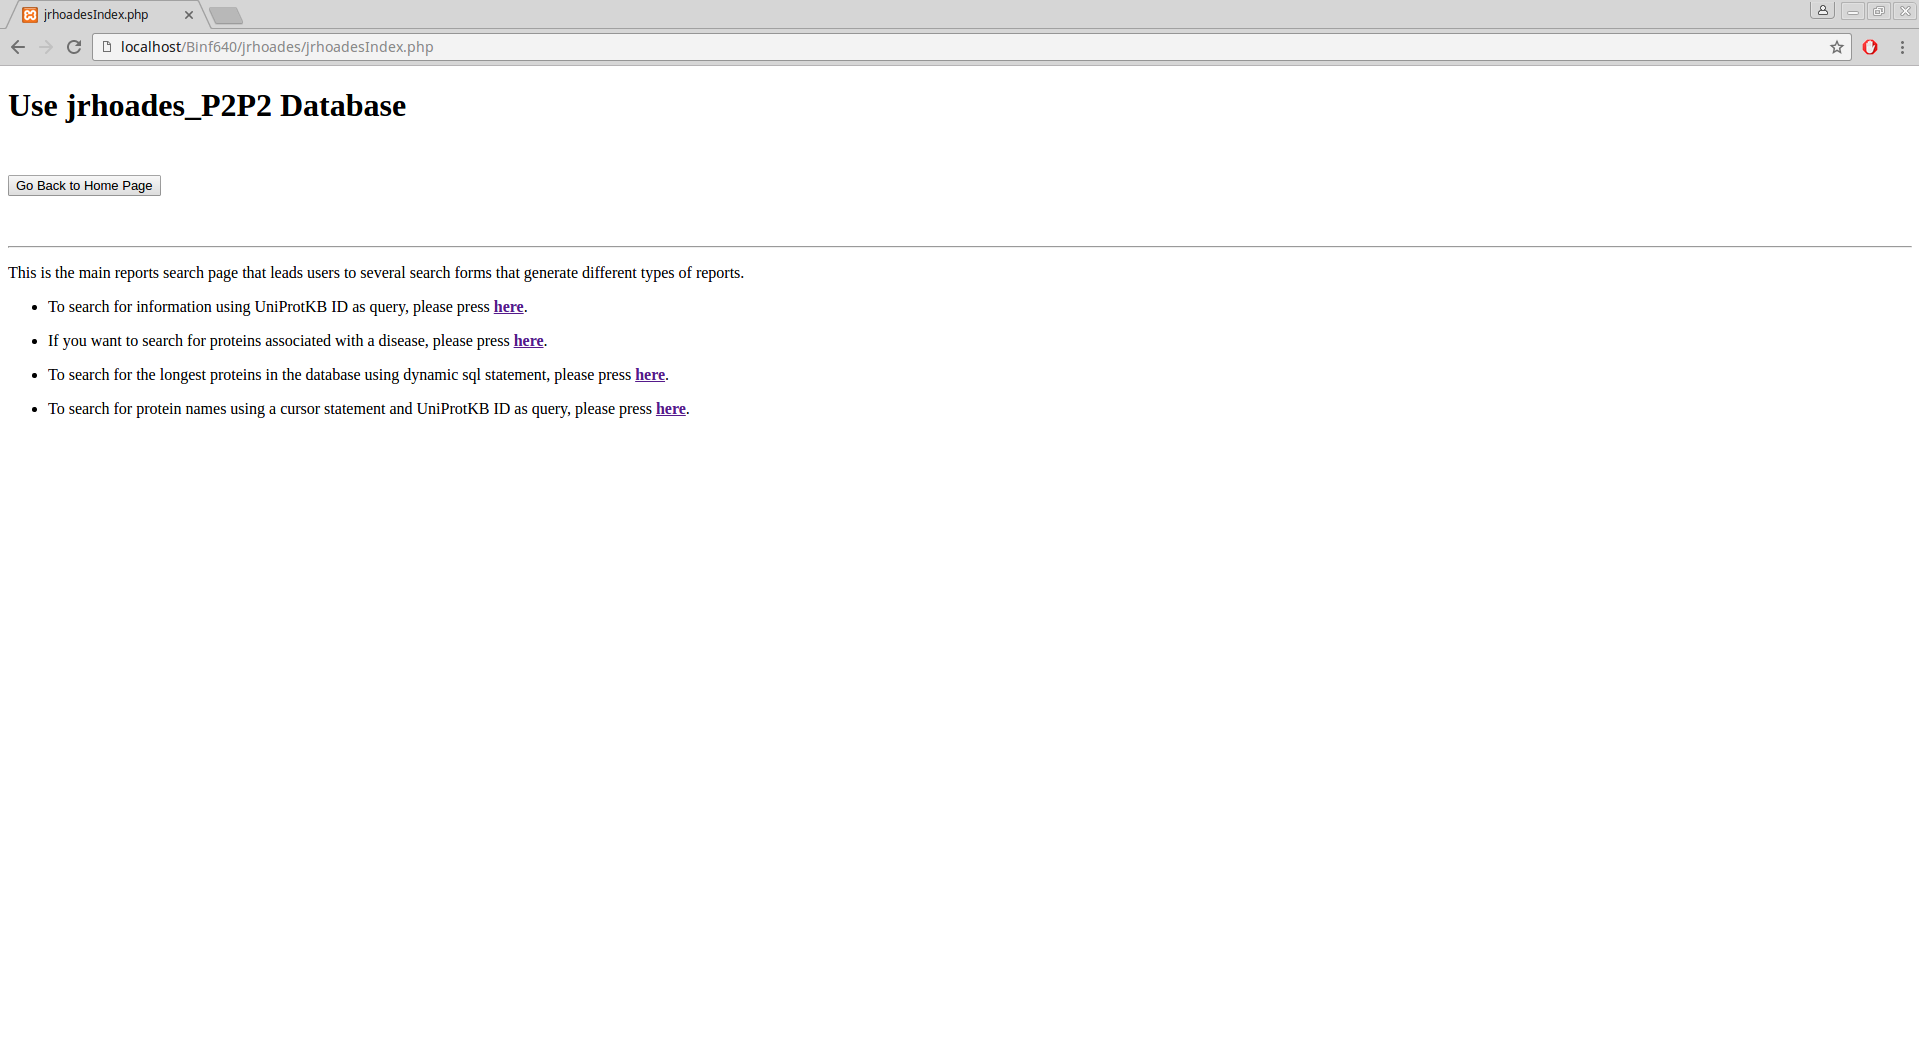 jrhoadesIndex.php
localhost/Binf640/jrhoades/jrhoadesIndex.php
Use jrhoades_P2P2 Database
Go Back to Home Page
This is the main reports search page that leads users to several search forms that generate different types of reports.
• To search for information using UniProtKB ID as query, please press here.
• If you want to search for proteins associated with a disease, please press here.
• To search for the longest proteins in the database using dynamic sql statement, please press here.
• To search for protein names using a cursor statement and UniProtKB ID as query, please press here.